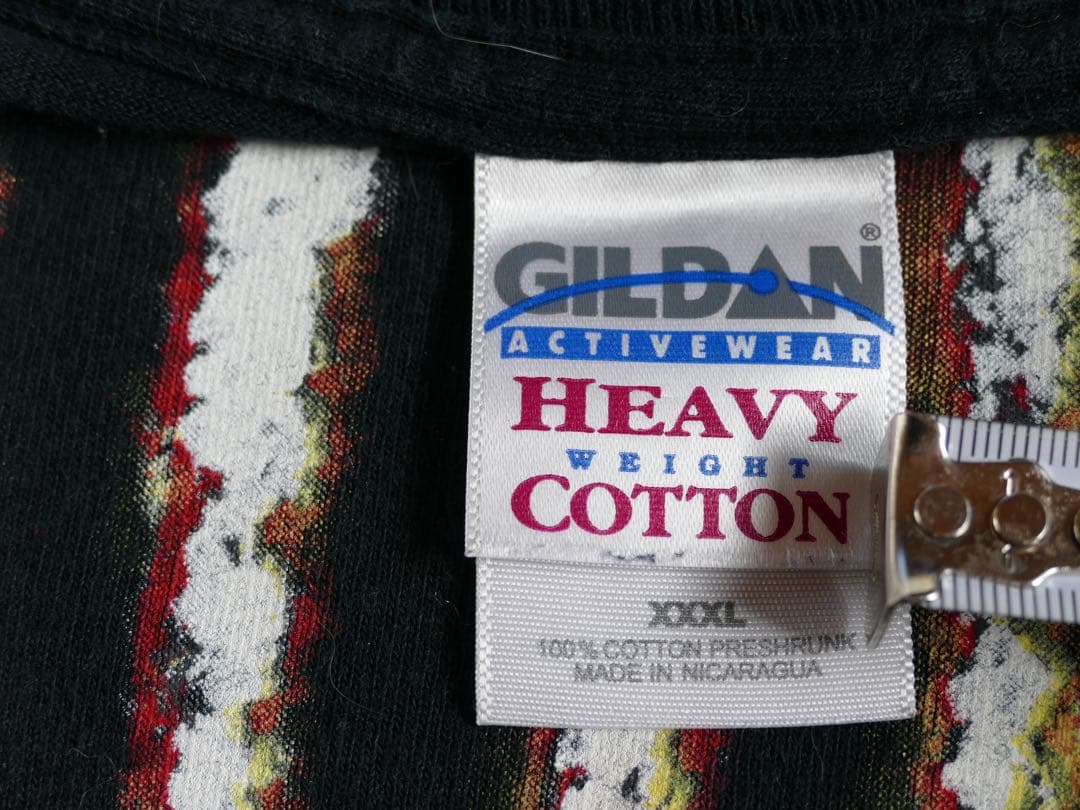 GILDAN®
ACTIVEWEAR
HEAVY
WEIGHT
COTTON
XXXL
100% COTTON PRESHRUNK
MADE IN NICARAGUA